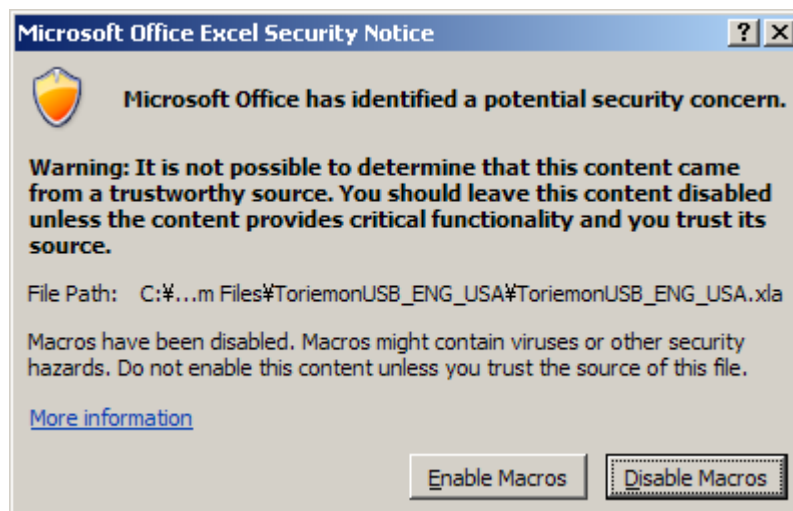 Microsoft Office Excel Security Notice
Microsoft Office has identified a potential security concern.
Warning: It is not possible to determine that this content came
from a trustworthy source. You should leave this content disabled
unless the content provides critical functionality and you trust its
source.
File Path: C:¥...m Files¥ToriemonUSB_ENG_USA¥ToriemonUSB_ENG_USA.xla
Macros have been disabled. Macros might contain viruses or other security
hazards. Do not enable this content unless you trust the source of this file.
More information
Enable Macros Disable Macros